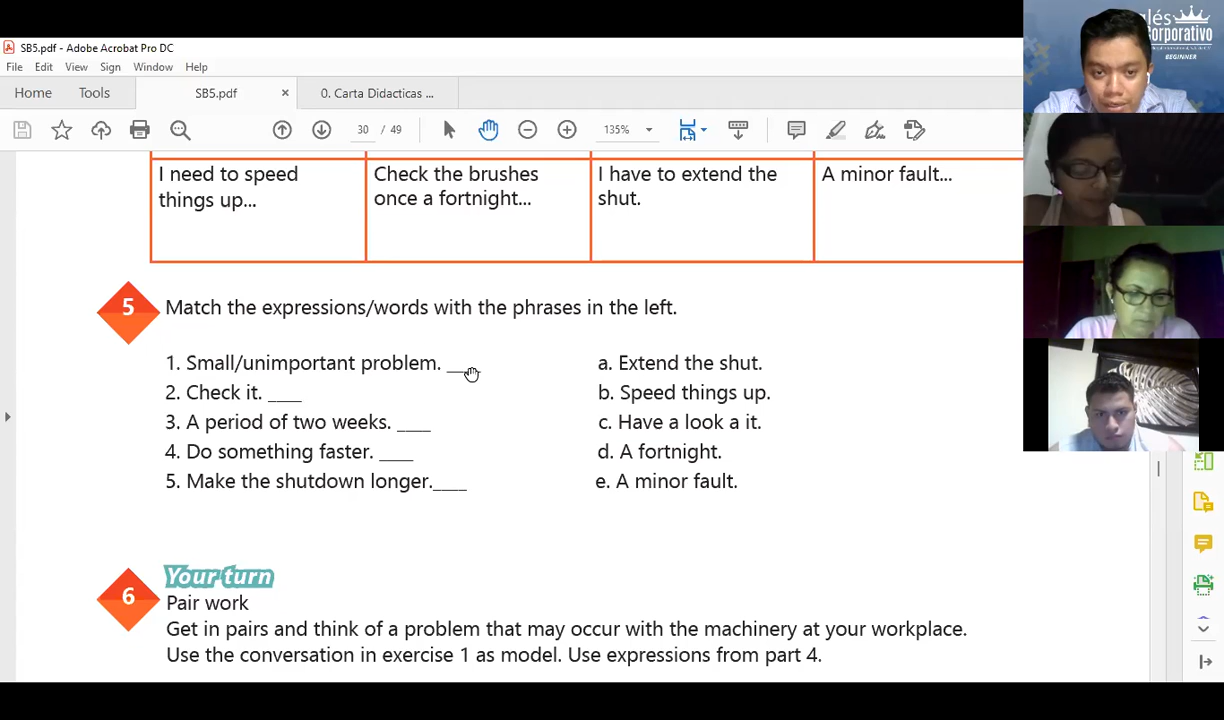 SB5.pdf - Adobe Acrobat Pro DC
File Edit View Sign Window Help
Home Tools SB5.pdf × 0. Carta Didacticas ...
30 / 49 135%
I need to speed things up...
Check the brushes once a fortnight...
I have to extend the shut.
A minor fault...
5 Match the expressions/words with the phrases in the left.
1. Small/unimportant problem. ____
a. Extend the shut.
2. Check it. ____
b. Speed things up.
3. A period of two weeks. ____
c. Have a look a it.
4. Do something faster. ____
d. A fortnight.
5. Make the shutdown longer.____
e. A minor fault.
6 Your turn
Pair work
Get in pairs and think of a problem that may occur with the machinery at your workplace.
Use the conversation in exercise 1 as model. Use expressions from part 4.
glés
Corporativo
BEGINNER